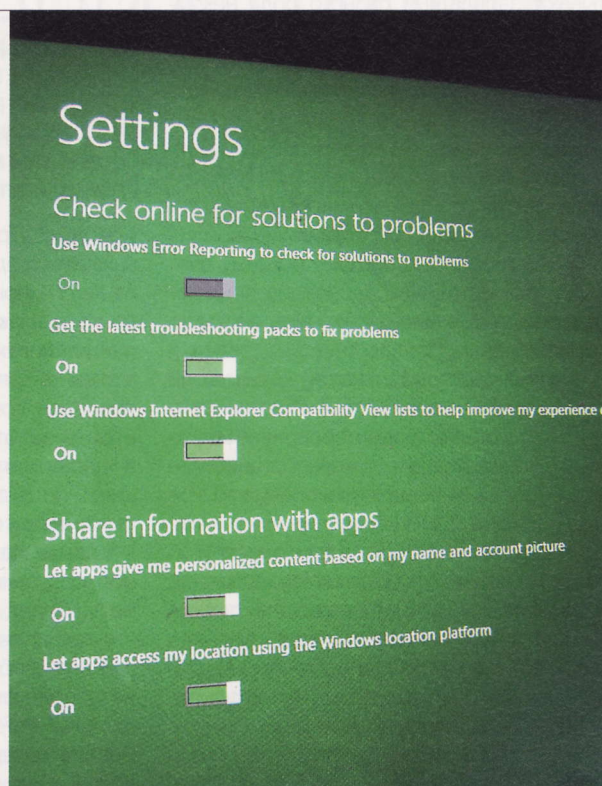 Settings
Check online for solutions to problems
Use Windows Error Reporting to check for solutions to problems
On
Get the latest troubleshooting packs to fix problems
On
Use Windows Internet Explorer Compatibility View lists to help improve my experience
On
Share information with apps
Let apps give me personalized content based on my name and account picture
On
Let apps access my location using the Windows location platform
On